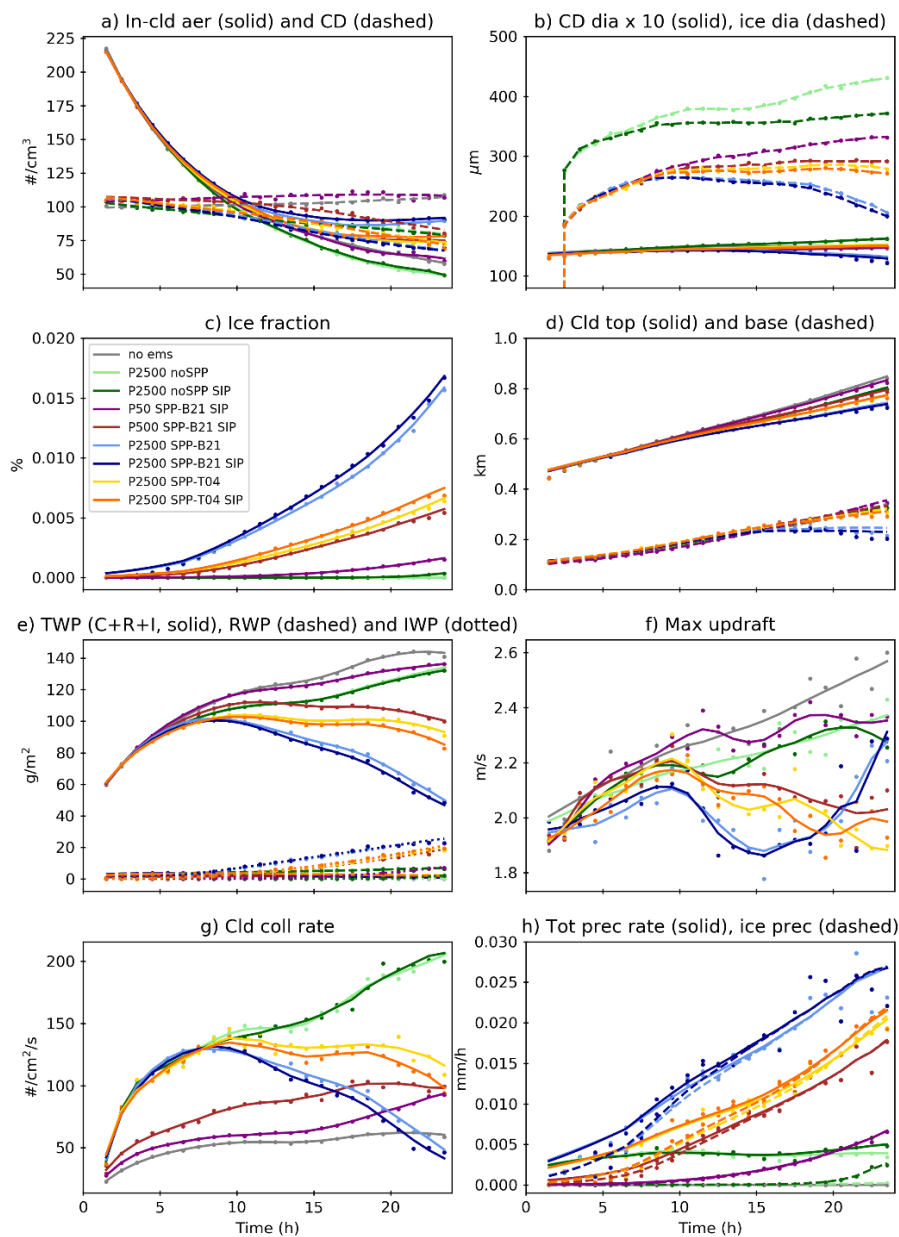 a) In-cld aer (solid) and CD (dashed)
225
200
175
150
125
100
75
50
#/cm³
b) CD dia x 10 (solid), ice dia (dashed)
500
400
300
200
100
μm
c) Ice fraction
0.020
0.015
0.010
0.005
0.000
%
no ems
P2500 noSPP
P2500 noSPP SIP
P50 SPP-B21 SIP
P500 SPP-B21 SIP
P2500 SPP-B21
P2500 SPP-B21 SIP
P2500 SPP-T04
P2500 SPP-T04 SIP
d) Cld top (solid) and base (dashed)
1.0
0.8
0.6
0.4
0.2
0.0
km
e) TWP (C+R+I, solid), RWP (dashed) and IWP (dotted)
140
120
100
80
60
40
20
0
g/m²
f) Max updraft
2.6
2.4
2.2
2.0
1.8
m/s
g) Cld coll rate
200
150
100
50
#/cm²/s
0 5 10 15 20
Time (h)
h) Tot prec rate (solid), ice prec (dashed)
0.030
0.025
0.020
0.015
0.010
0.005
0.000
mm/h
0 5 10 15 20
Time (h)